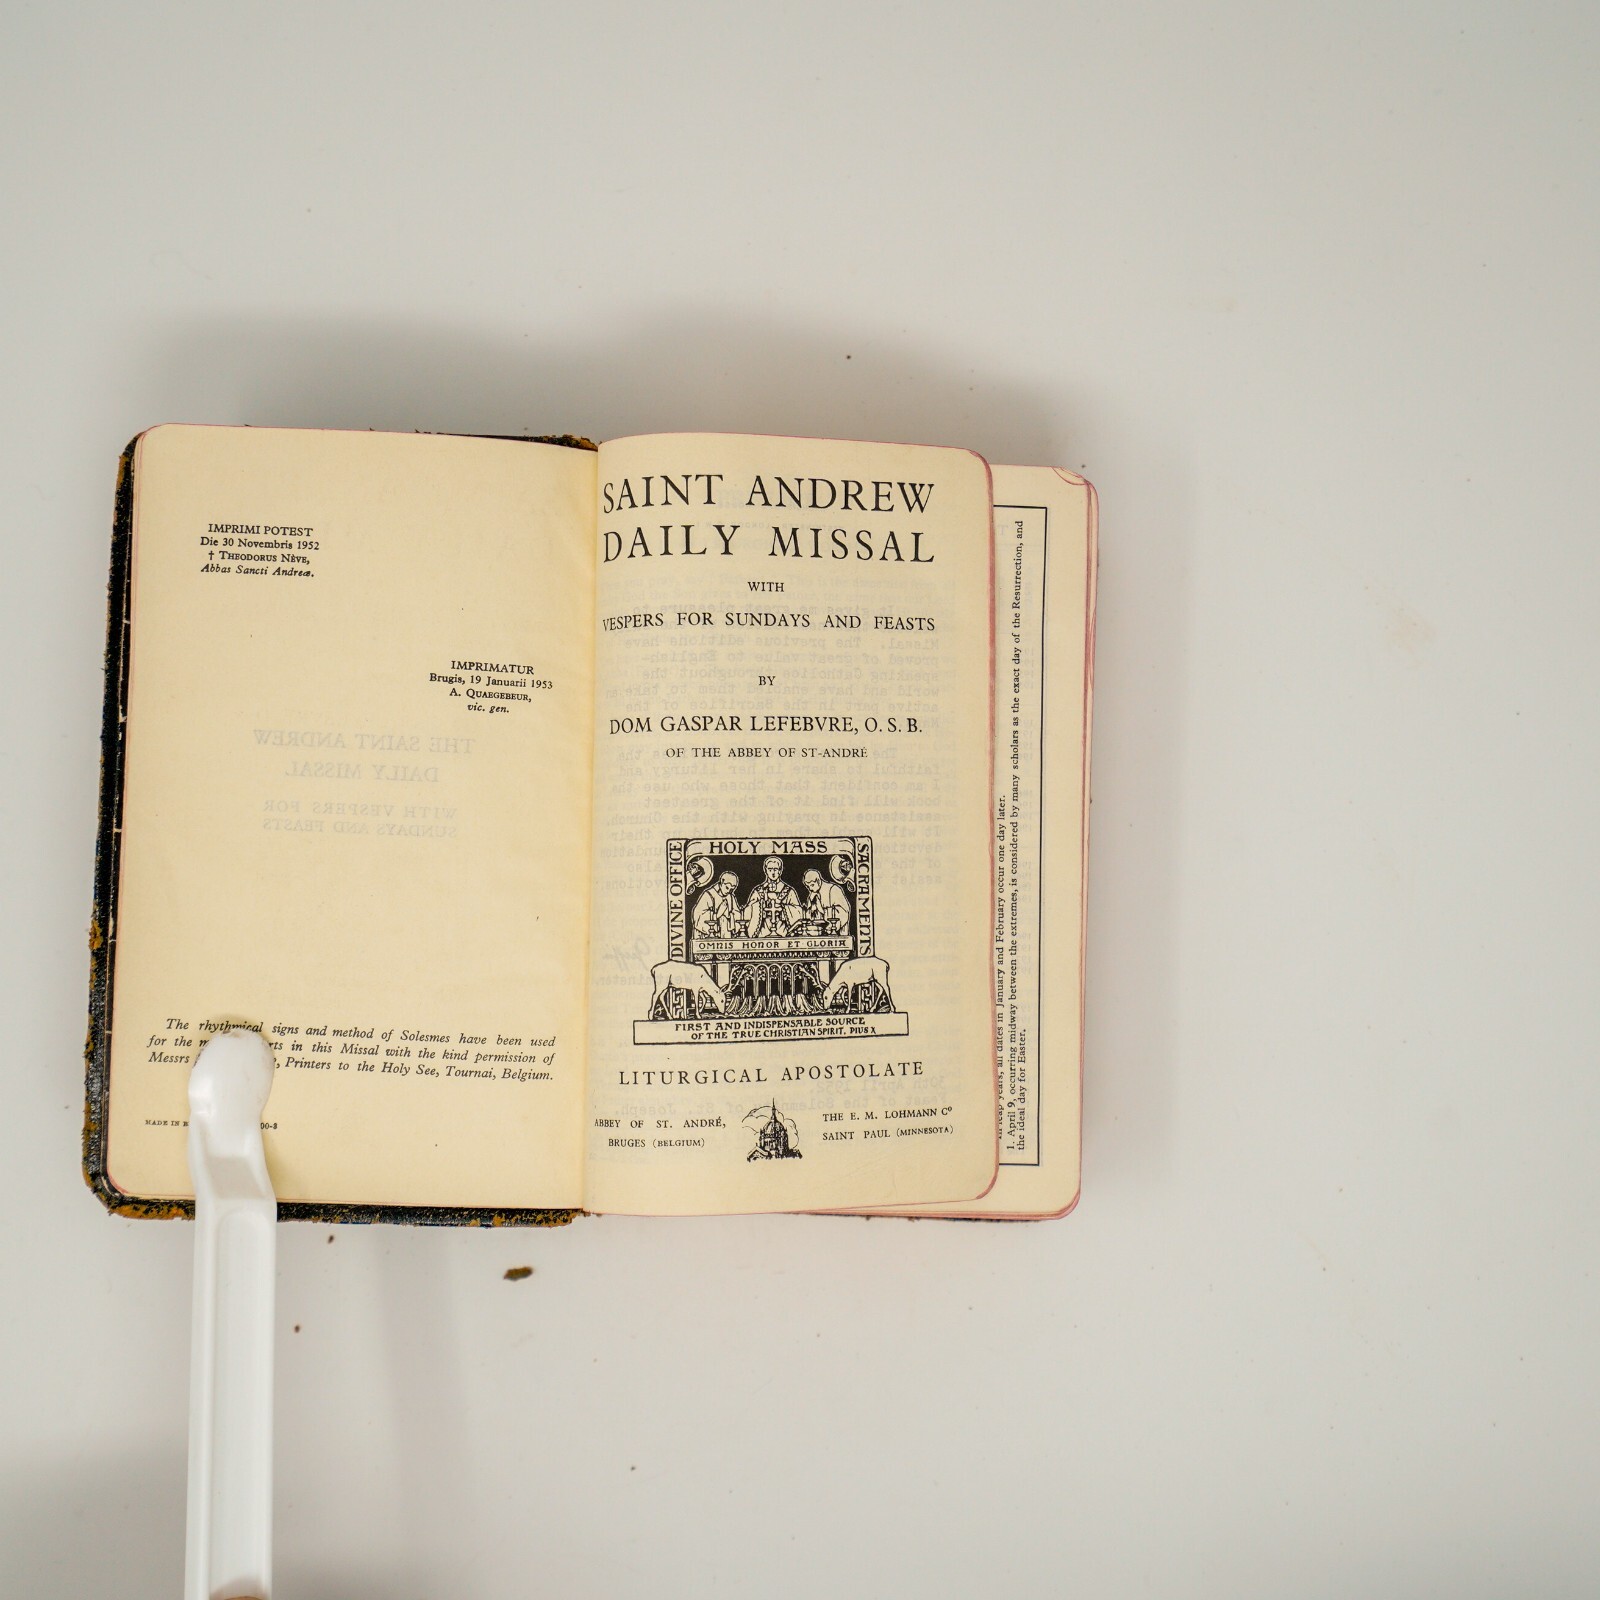 IMPRIMI POTEST
Die 30 Novembris 1952
† THEODORUS NÈVE,
Abbas Sancti Andreæ.
IMPRIMATUR
Brugis, 19 Januarii 1953
A. QUAEGEBEUR,
vic. gen.
The rhythmical signs and method of Solesmes have been used
for the in this Missal with the kind permission of
Messrs Printers to the Holy See, Tournai, Belgium.
MADE IN
SAINT ANDREW
DAILY MISSAL
WITH
VESPERS FOR SUNDAYS AND FEASTS
BY
DOM GASPAR LEFEBVRE, O. S. B.
OF THE ABBEY OF ST-ANDRÉ
DIVINE OFFICE
HOLY MASS
SACRAMENTS
OMNIS HONOR ET GLORIA
FIRST AND INDISPENSABLE SOURCE
OF THE TRUE CHRISTIAN SPIRIT. PIUS X
LITURGICAL APOSTOLATE
ABBEY OF ST. ANDRÉ,
BRUGES (BELGIUM)
THE E. M. LOHMANN Cº
SAINT PAUL (MINNESOTA)
In leap years, all dates in January and February occur one day later.
1. April 9, occurring midway between the extremes, is considered by many scholars as the exact day of the Resurrection, and
the ideal day for Easter.